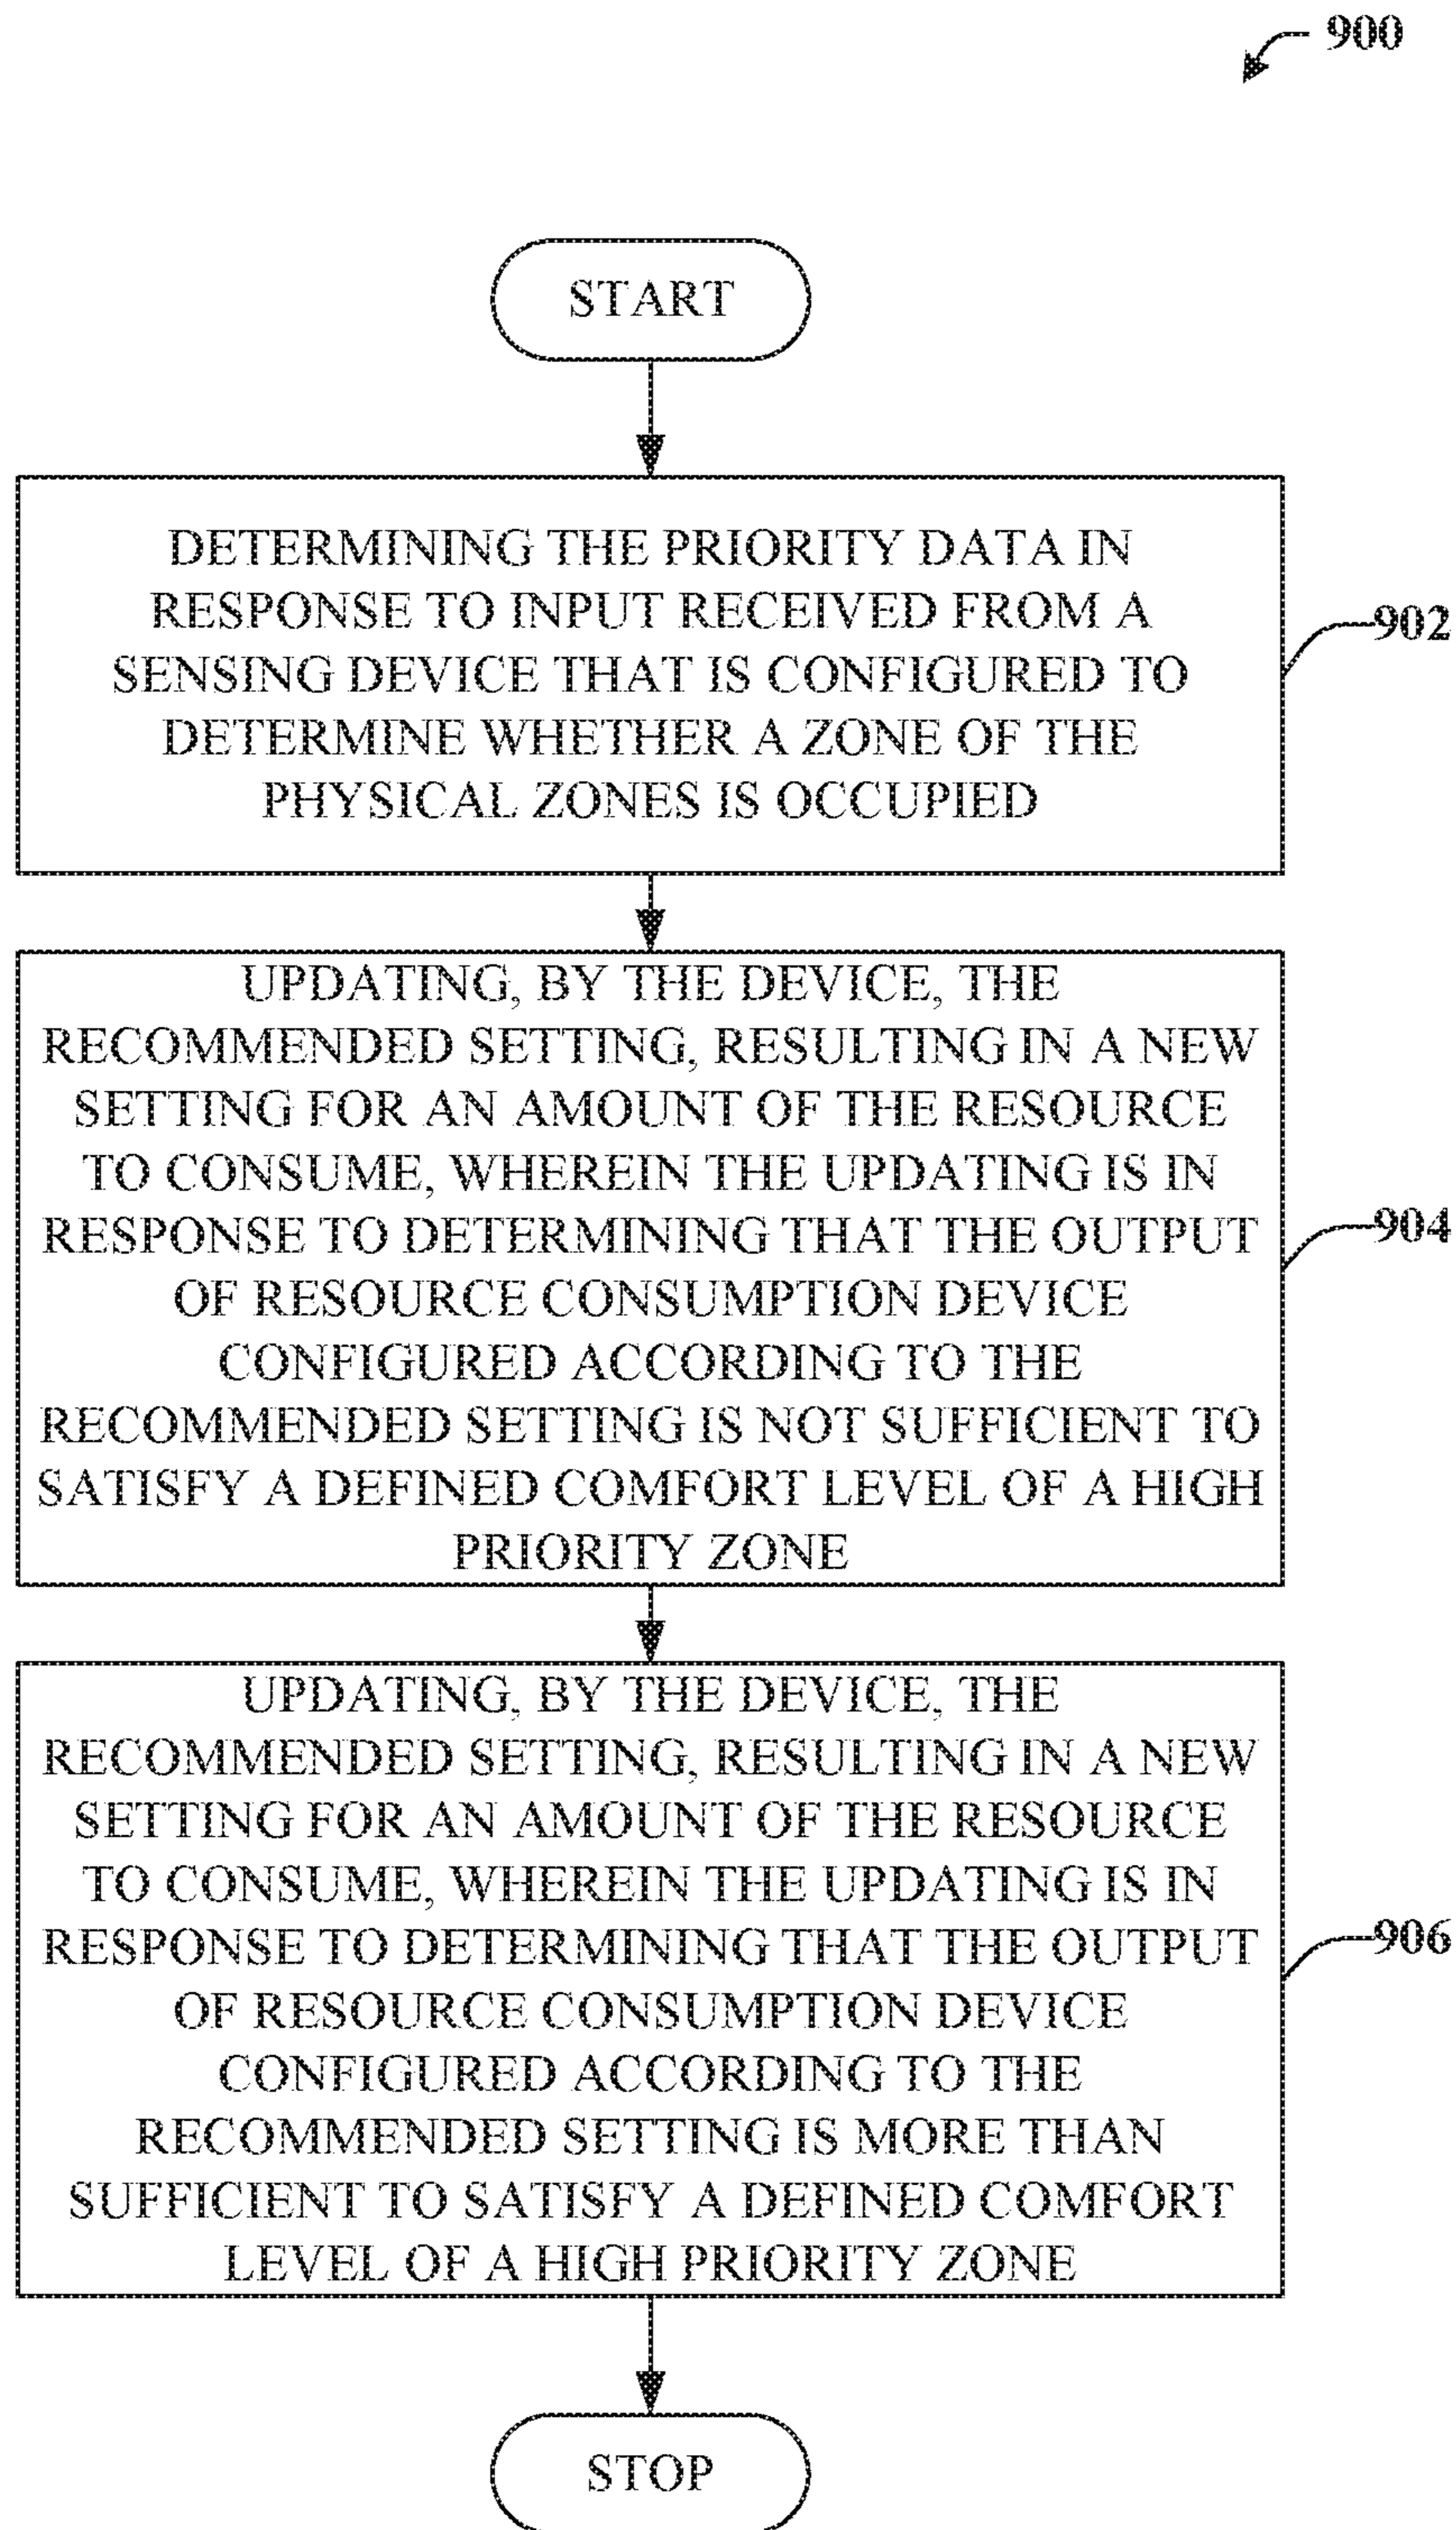 900
START
DETERMINING THE PRIORITY DATA IN
RESPONSE TO INPUT RECEIVED FROM A
SENSING DEVICE THAT IS CONFIGURED TO
DETERMINE WHETHER A ZONE OF THE
PHYSICAL ZONES IS OCCUPIED
902
UPDATING, BY THE DEVICE, THE
RECOMMENDED SETTING, RESULTING IN A NEW
SETTING FOR AN AMOUNT OF THE RESOURCE
TO CONSUME, WHEREIN THE UPDATING IS IN
RESPONSE TO DETERMINING THAT THE OUTPUT
OF RESOURCE CONSUMPTION DEVICE
CONFIGURED ACCORDING TO THE
RECOMMENDED SETTING IS NOT SUFFICIENT TO
SATISFY A DEFINED COMFORT LEVEL OF A HIGH
PRIORITY ZONE
904
UPDATING, BY THE DEVICE, THE
RECOMMENDED SETTING, RESULTING IN A NEW
SETTING FOR AN AMOUNT OF THE RESOURCE
TO CONSUME, WHEREIN THE UPDATING IS IN
RESPONSE TO DETERMINING THAT THE OUTPUT
OF RESOURCE CONSUMPTION DEVICE
CONFIGURED ACCORDING TO THE
RECOMMENDED SETTING IS MORE THAN
SUFFICIENT TO SATISFY A DEFINED COMFORT
LEVEL OF A HIGH PRIORITY ZONE
906
STOP